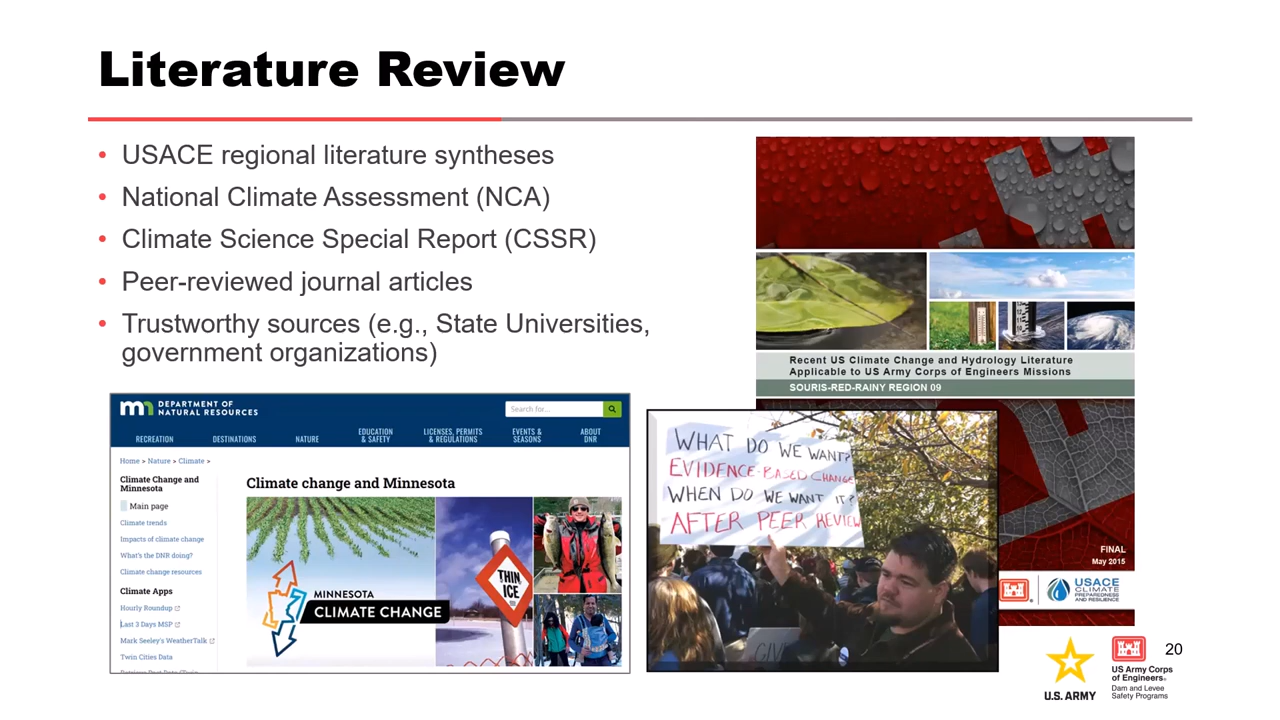 Literature Review
• USACE regional literature syntheses
• National Climate Assessment (NCA)
• Climate Science Special Report (CSSR)
• Peer-reviewed journal articles
• Trustworthy sources (e.g., State Universities,
government organizations)
Recent US Climate Change and Hydrology Literature
Applicable to US Army Corps of Engineers Missions
SOURIS-RED-RAINY REGION 09
FINAL
May 2015
USACE
CLIMATE
PREPAREDNESS
AND RESILIENCE
mn DEPARTMENT OF
NATURAL RESOURCES
Search for...
RECREATION
DESTINATIONS
NATURE
EDUCATION
& SAFETY
LICENSES, PERMITS
& REGULATIONS
EVENTS &
SEASONS
ABOUT
DNR
Home > Nature > Climate >
Climate Change and
Minnesota
Main page
Climate trends
Impacts of climate change
What's the DNR doing?
Climate change resources
Climate Apps
Hourly Roundup
Last 3 Days MSP
Mark Seeley's WeatherTalk
Twin Cities Data
Climate change and Minnesota
MINNESOTA
CLIMATE CHANGE
THIN
ICE
WHAT DO WE WANT?
EVIDENCE-BASED CHANGE
WHEN DO WE WANT IT?
AFTER PEER REVIEW
U.S. ARMY
US Army Corps
of Engineers®
Dam and Levee
Safety Programs
20